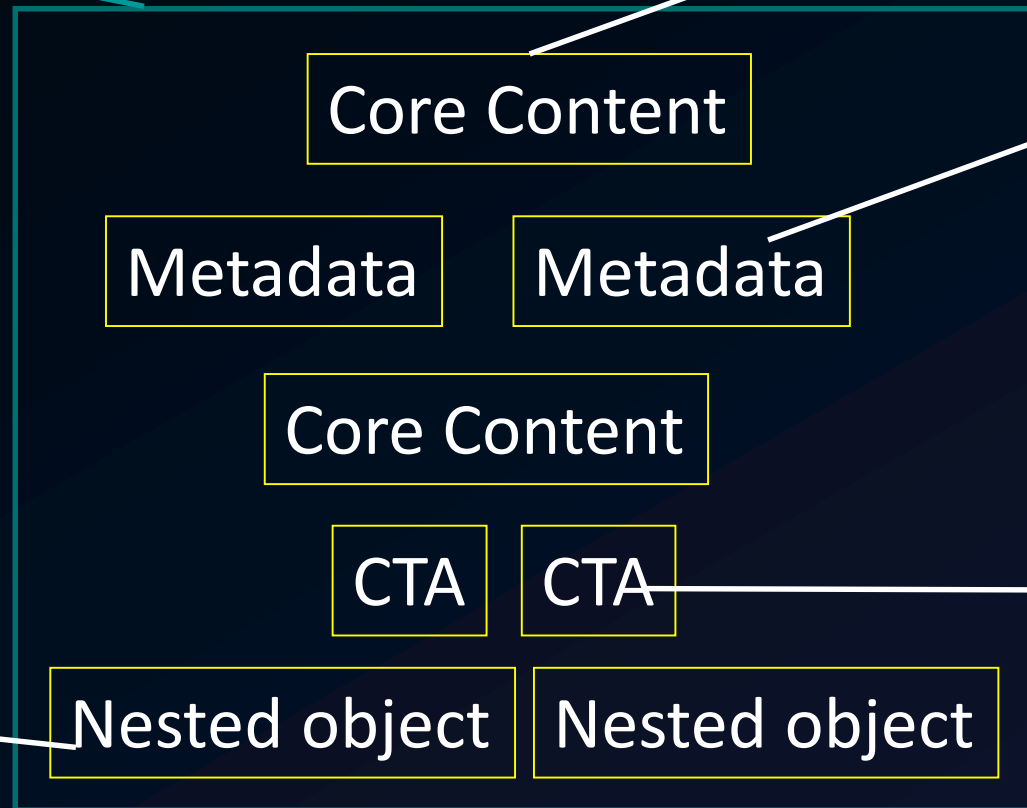 Core Content
Metadata Metadata
Core Content
CTA CTA
Nested object Nested object